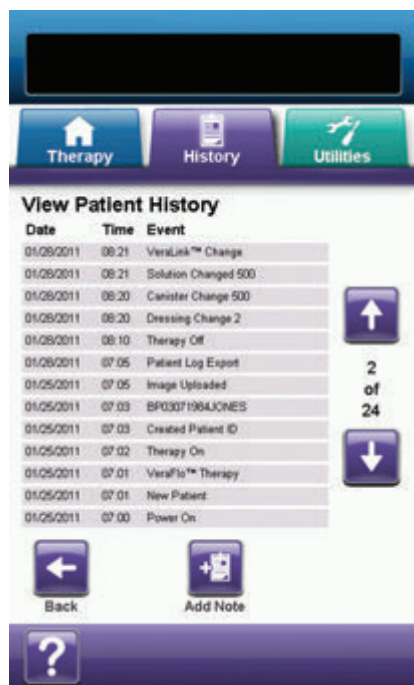 Therapy History Utilities
View Patient History
Date Time Event
01/28/2011 08:21 VeraLink™ Change
01/28/2011 08:21 Solution Changed 500
01/28/2011 08:20 Canister Change 500
01/28/2011 08:20 Dressing Change 2
01/28/2011 08:10 Therapy Off
01/28/2011 07:05 Patient Log Export
01/25/2011 07:05 Image Uploaded
01/25/2011 07:03 BP03071984JONES
01/25/2011 07:03 Created Patient ID
01/25/2011 07:02 Therapy On
01/25/2011 07:01 VeraFlo™ Therapy
01/25/2011 07:01 New Patient
01/25/2011 07:00 Power On
2
of
24
Back Add Note
?